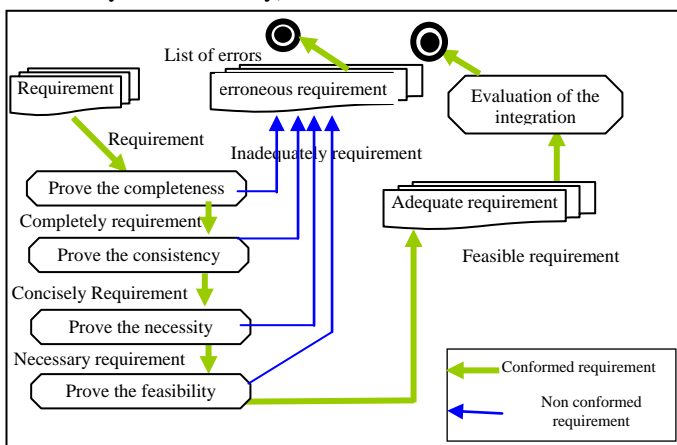 List of errors
Requirement
erroneous requirement
Evaluation of the
integration
Requirement
Inadequately requirement
Prove the completeness
Adequate requirement
Completely requirement
Prove the consistency
Feasible requirement
Concisely Requirement
Prove the necessity
Necessary requirement
Prove the feasibility
Conformed requirement
Non conformed
requirement